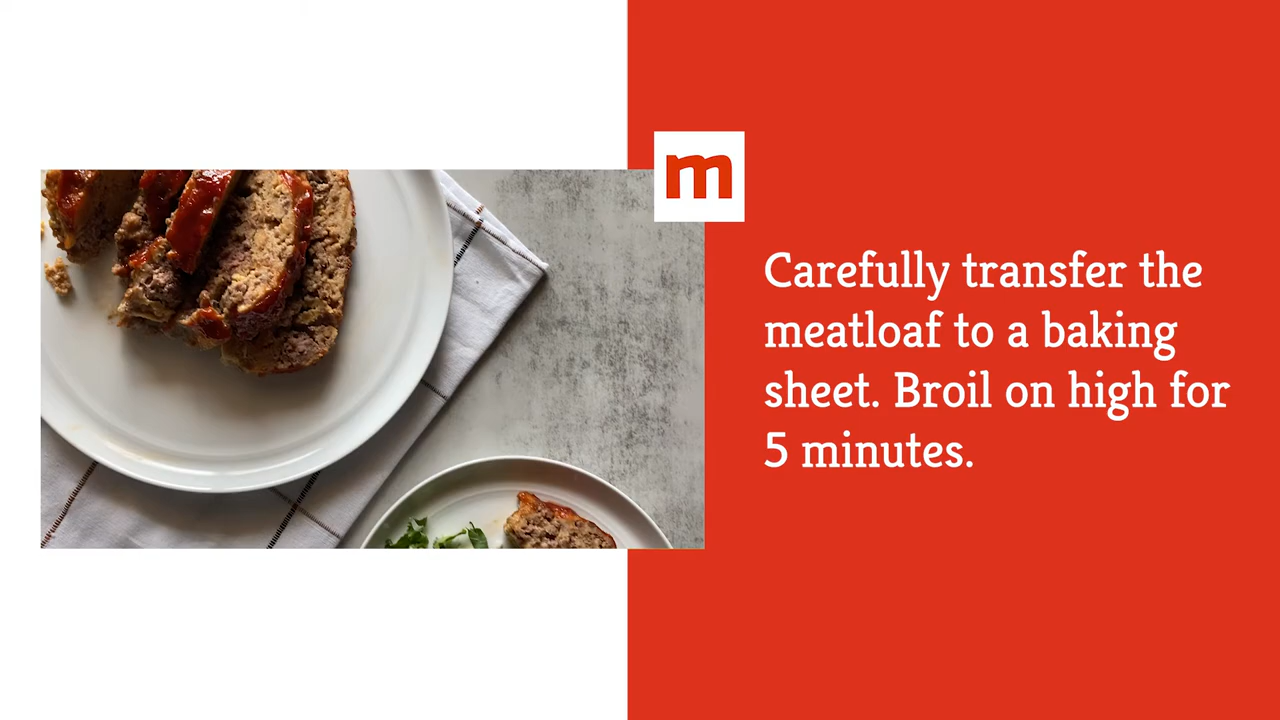 m
Carefully transfer the
meatloaf to a baking
sheet. Broil on high for
5 minutes.